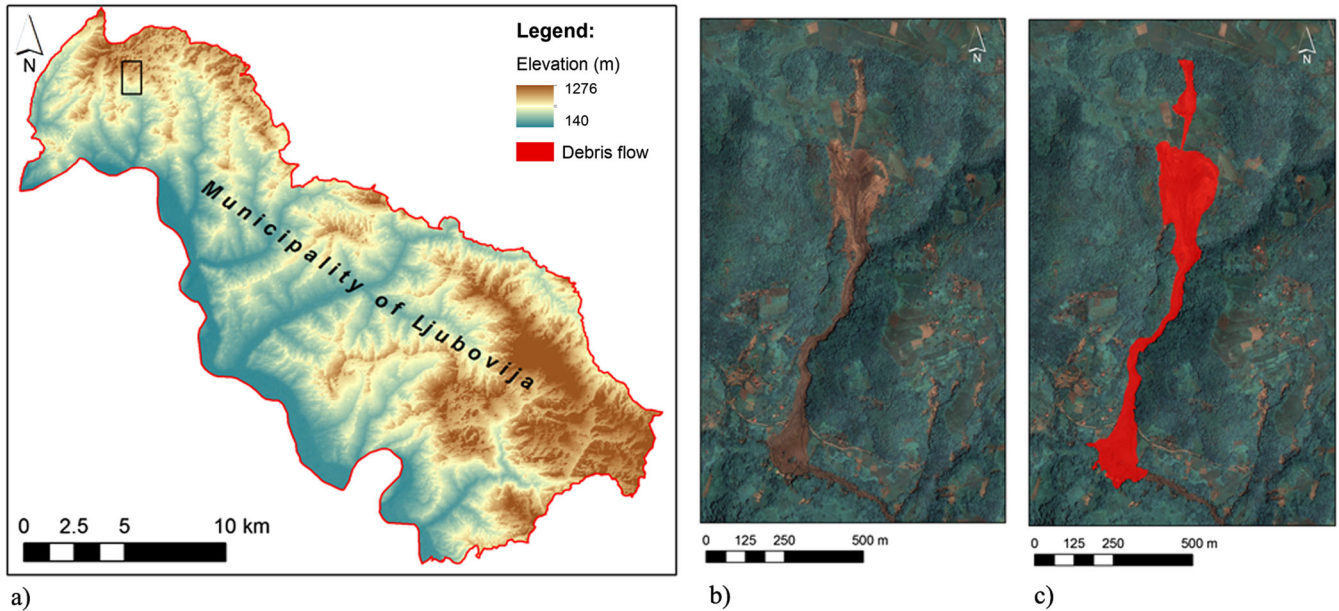 N
Legend:
Elevation (m)
1276
140
Debris flow
Municipality of Ljubovija
0 2.5 5 10 km
a)
N
0 125 250 500 m
b)
N
0 125 250 500 m
c)